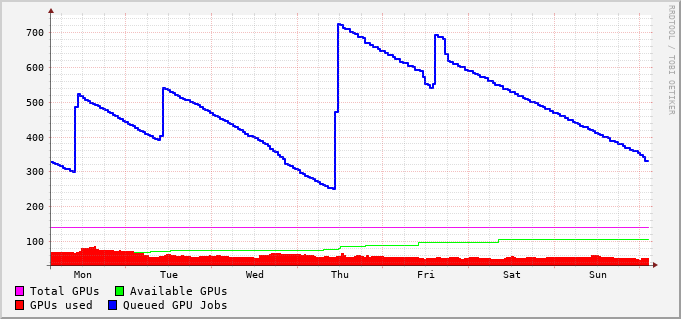 700
600
500
400
300
200
100
Mon Tue Wed Thu Fri Sat Sun
Total GPUs Available GPUs
GPUs used Queued GPU Jobs
RRDTOOL / TOBI OETIKER